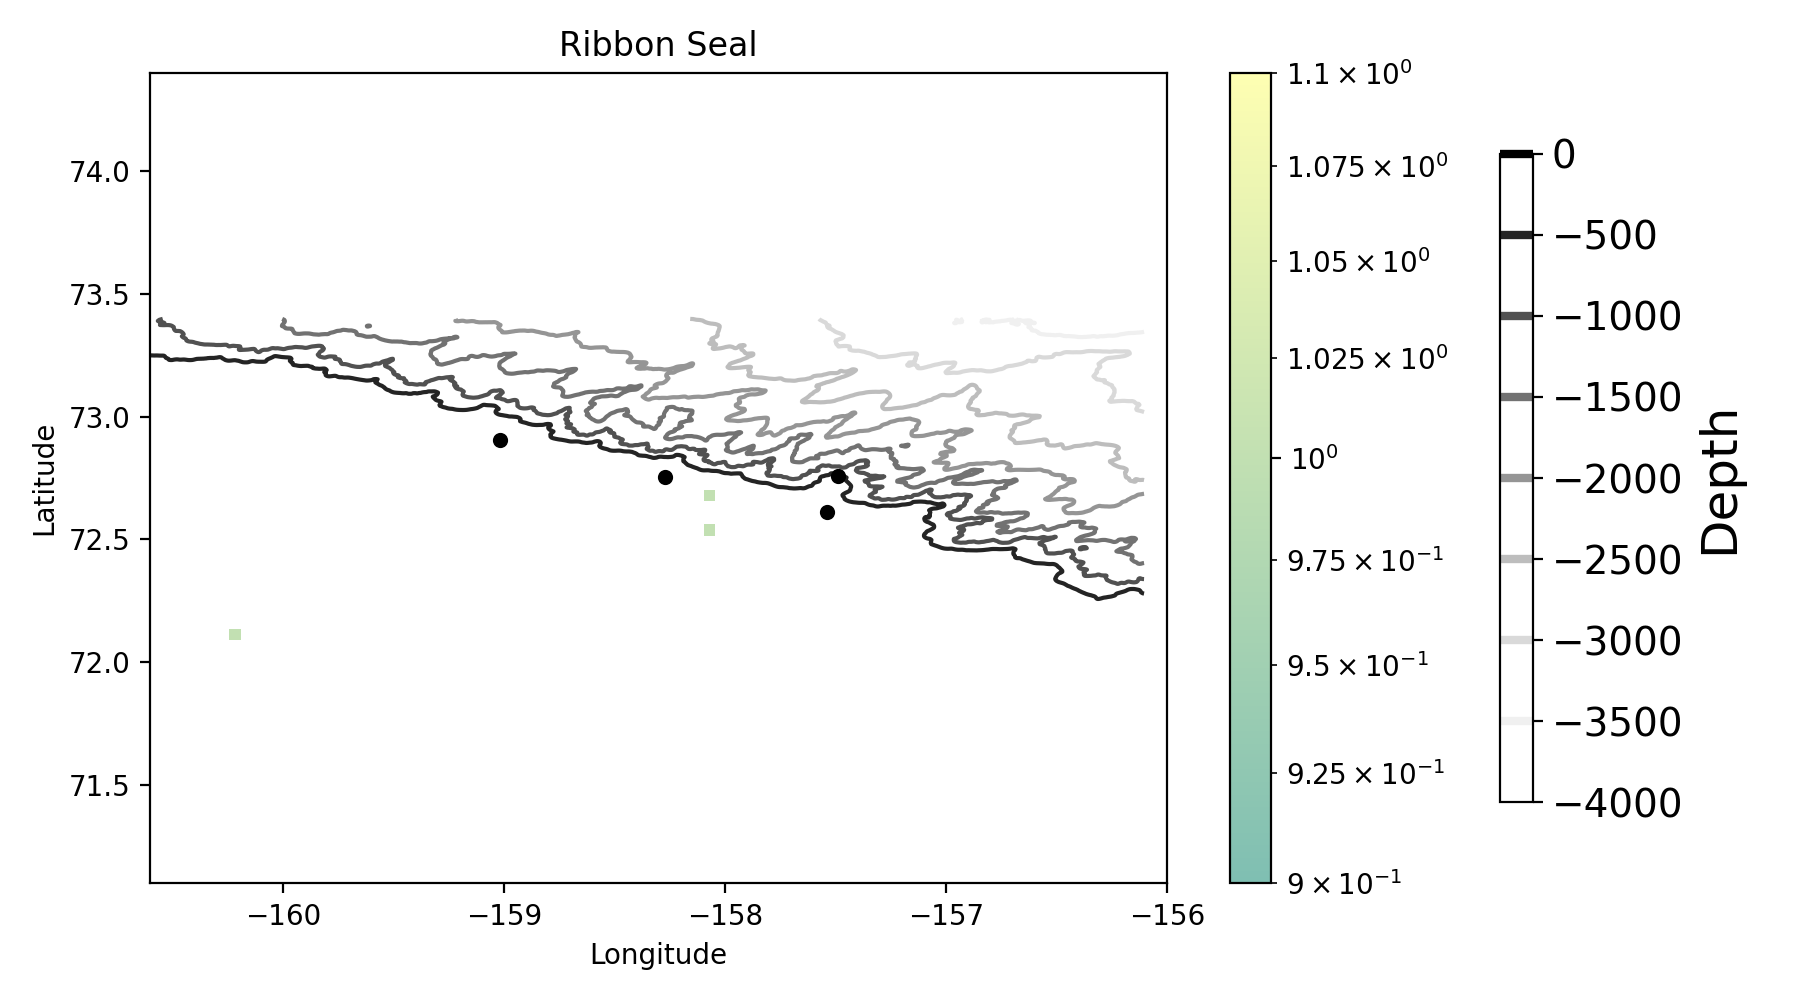 Ribbon Seal
Latitude
74.0
73.5
73.0
72.5
72.0
71.5
−160
−159
−158
−157
−156
Longitude
1.1 × 10⁰
1.075 × 10⁰
1.05 × 10⁰
1.025 × 10⁰
10⁰
9.75 × 10⁻¹
9.5 × 10⁻¹
9.25 × 10⁻¹
9 × 10⁻¹
0
−500
−1000
−1500
−2000
−2500
−3000
−3500
−4000
Depth